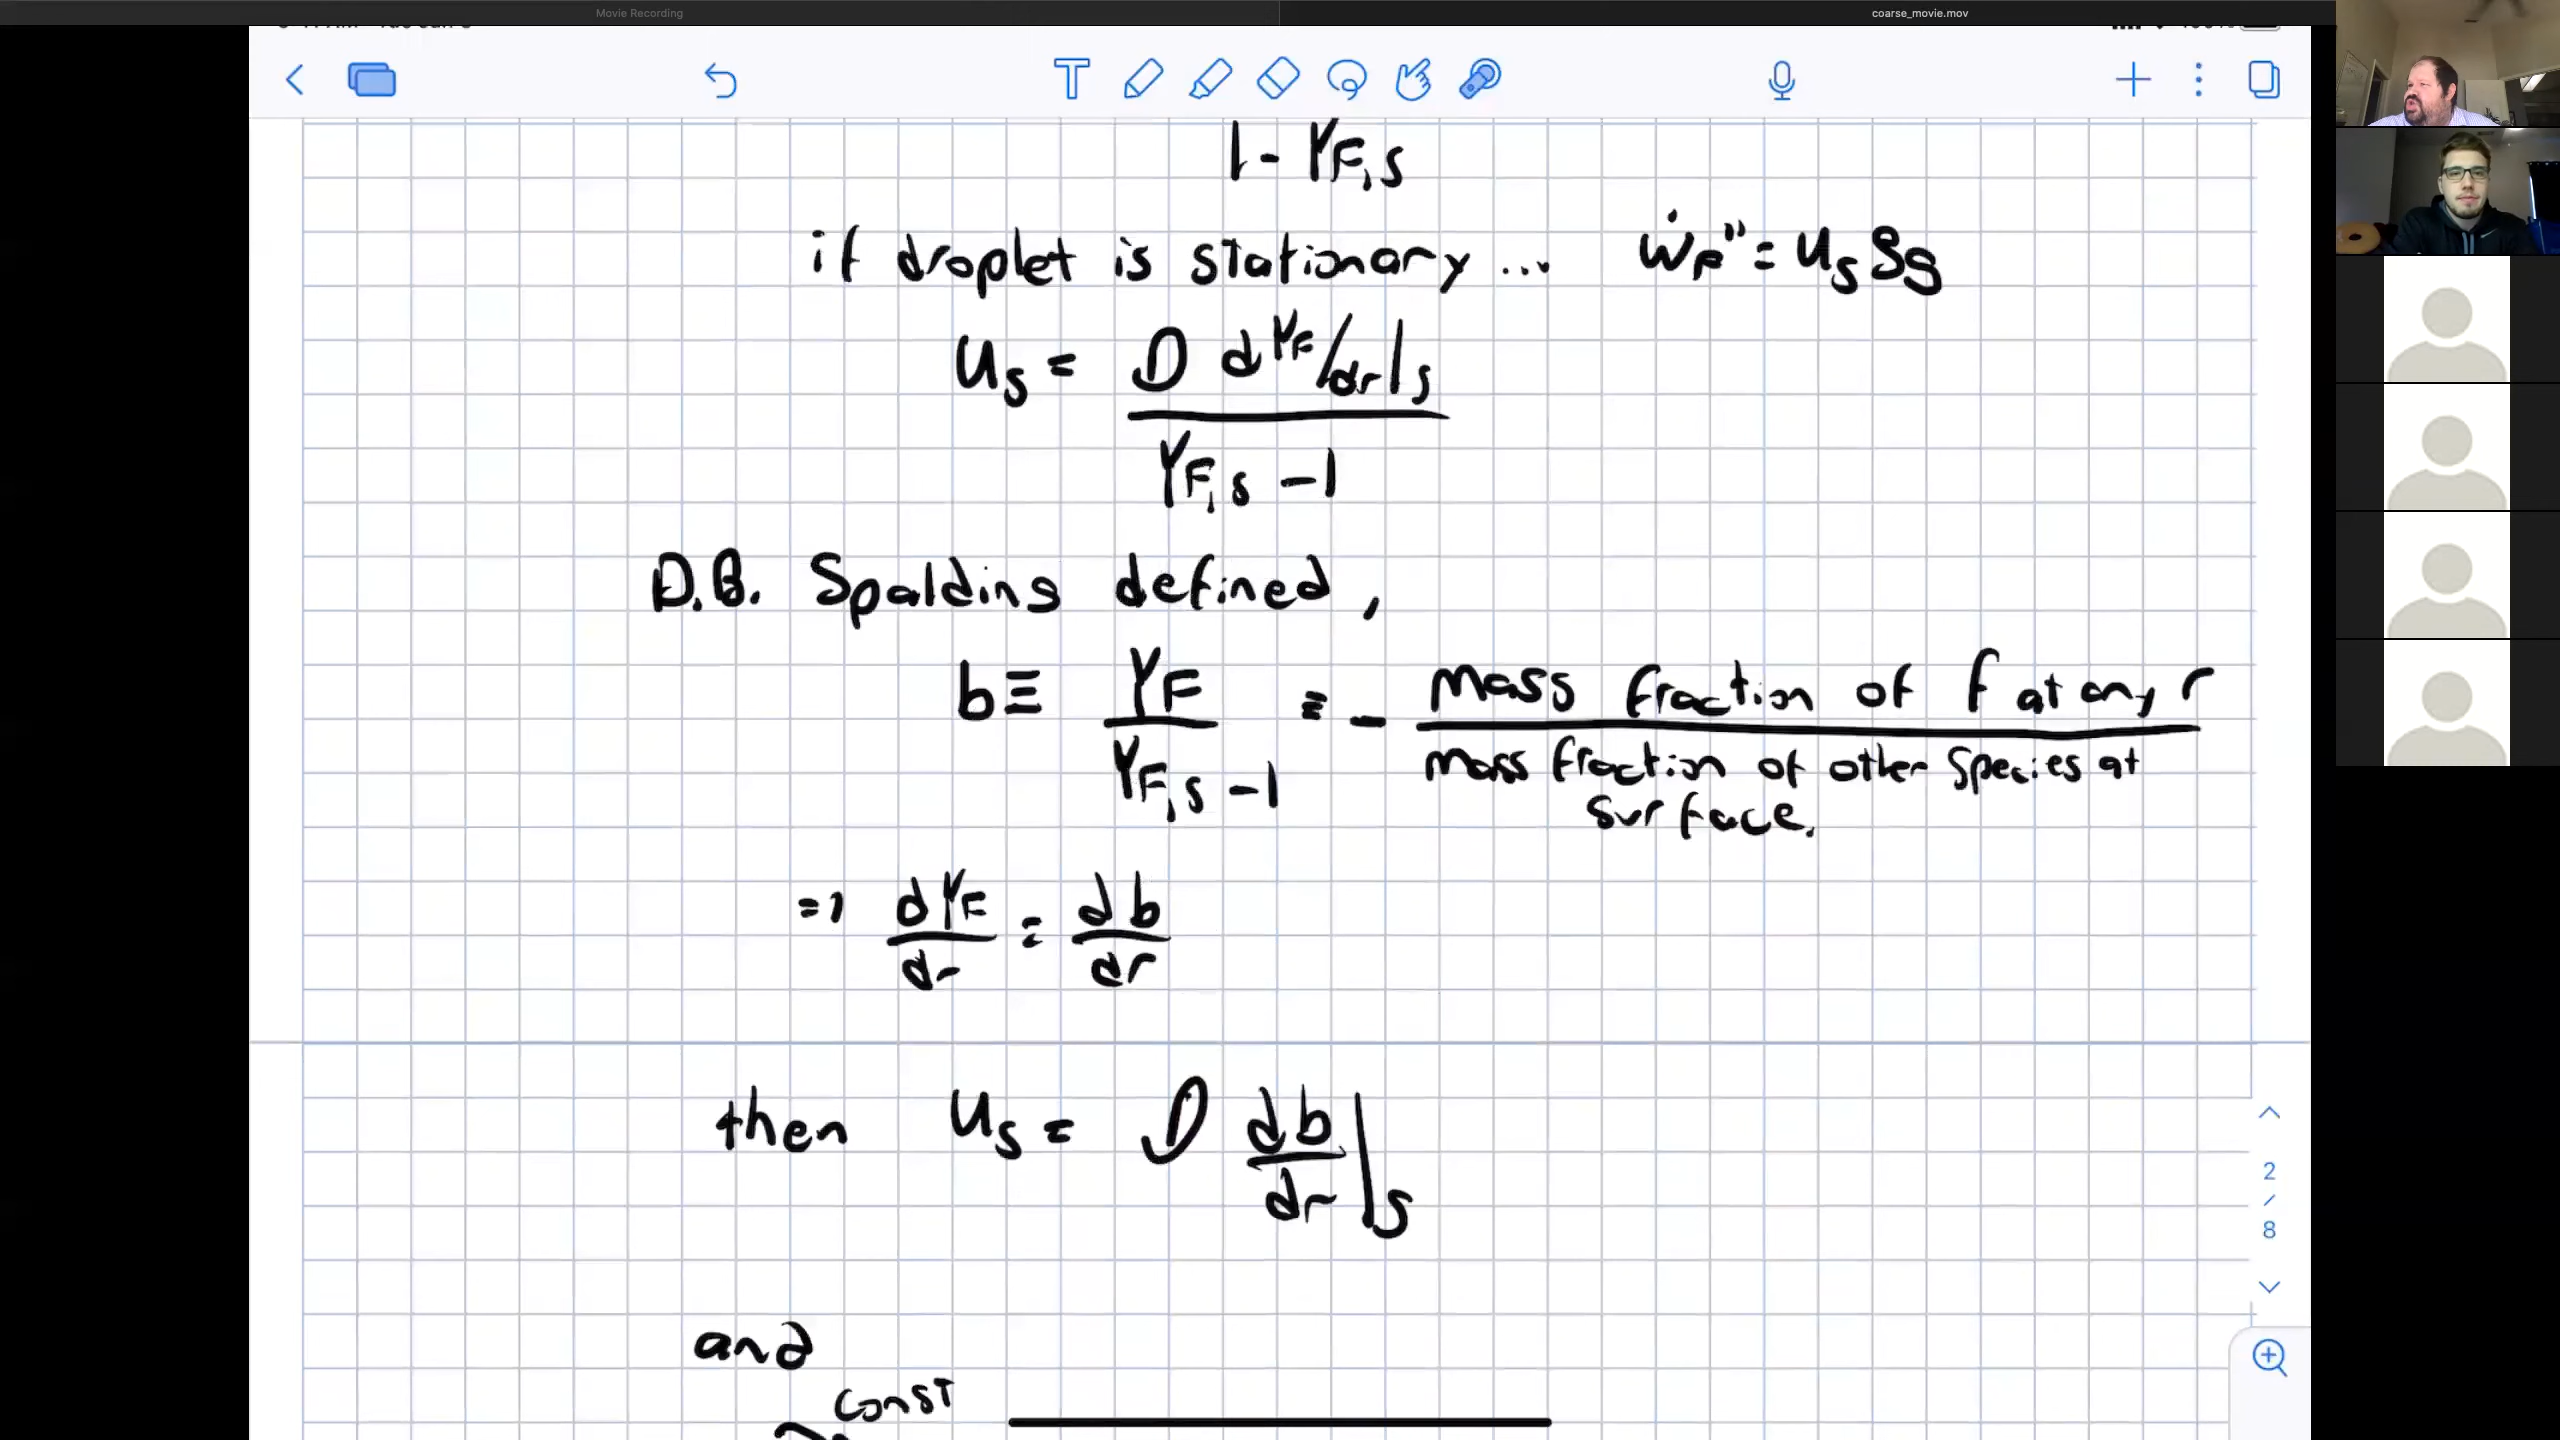 Movie Recording
coarse_movie.mov
T
1 - YF,s
if droplet is stationary ... ẇF" = us ρs
us = D dYF/dr|s
YF,s - 1
D.B. Spalding defined,
b ≡ YF ≡ - mass fraction of f at any r
YF,s - 1 mass fraction of other species at
surface.
=> dYF = db
dr dr
then us = D db|s
dr
and
const
2
/
8